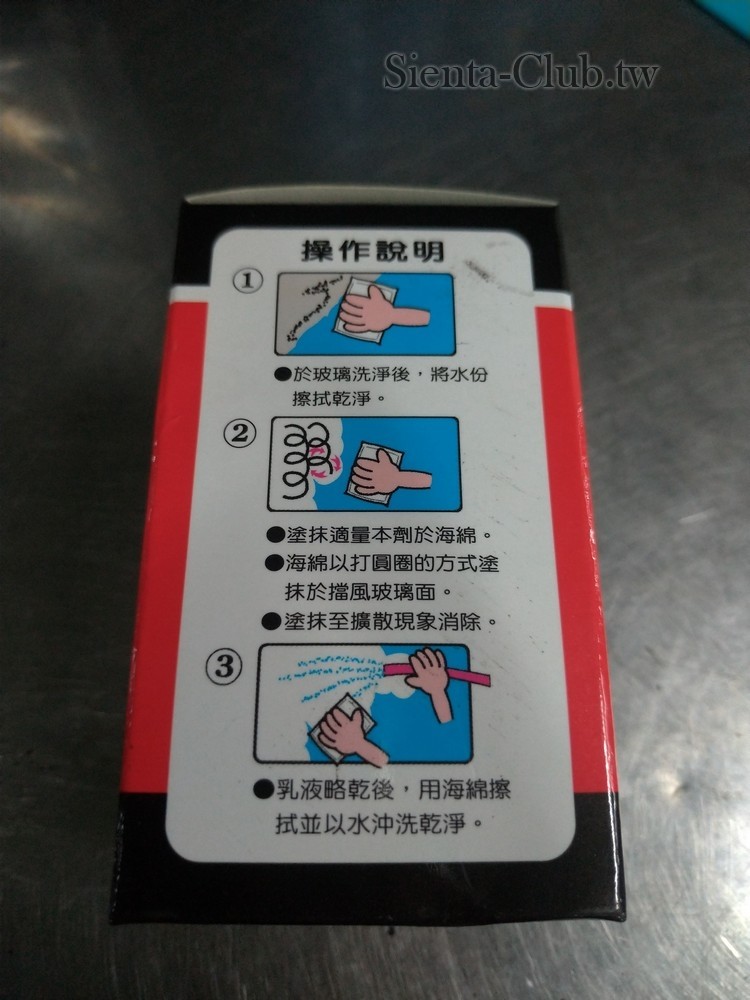 Sienta-Club.tw
操作說明
①
●於玻璃洗淨後，將水份
擦拭乾淨。
②
●塗抹適量本劑於海綿。
●海綿以打圓圈的方式塗
抹於擋風玻璃面。
●塗抹至擴散現象消除。
③
●乳液略乾後，用海綿擦
拭並以水沖洗乾淨。